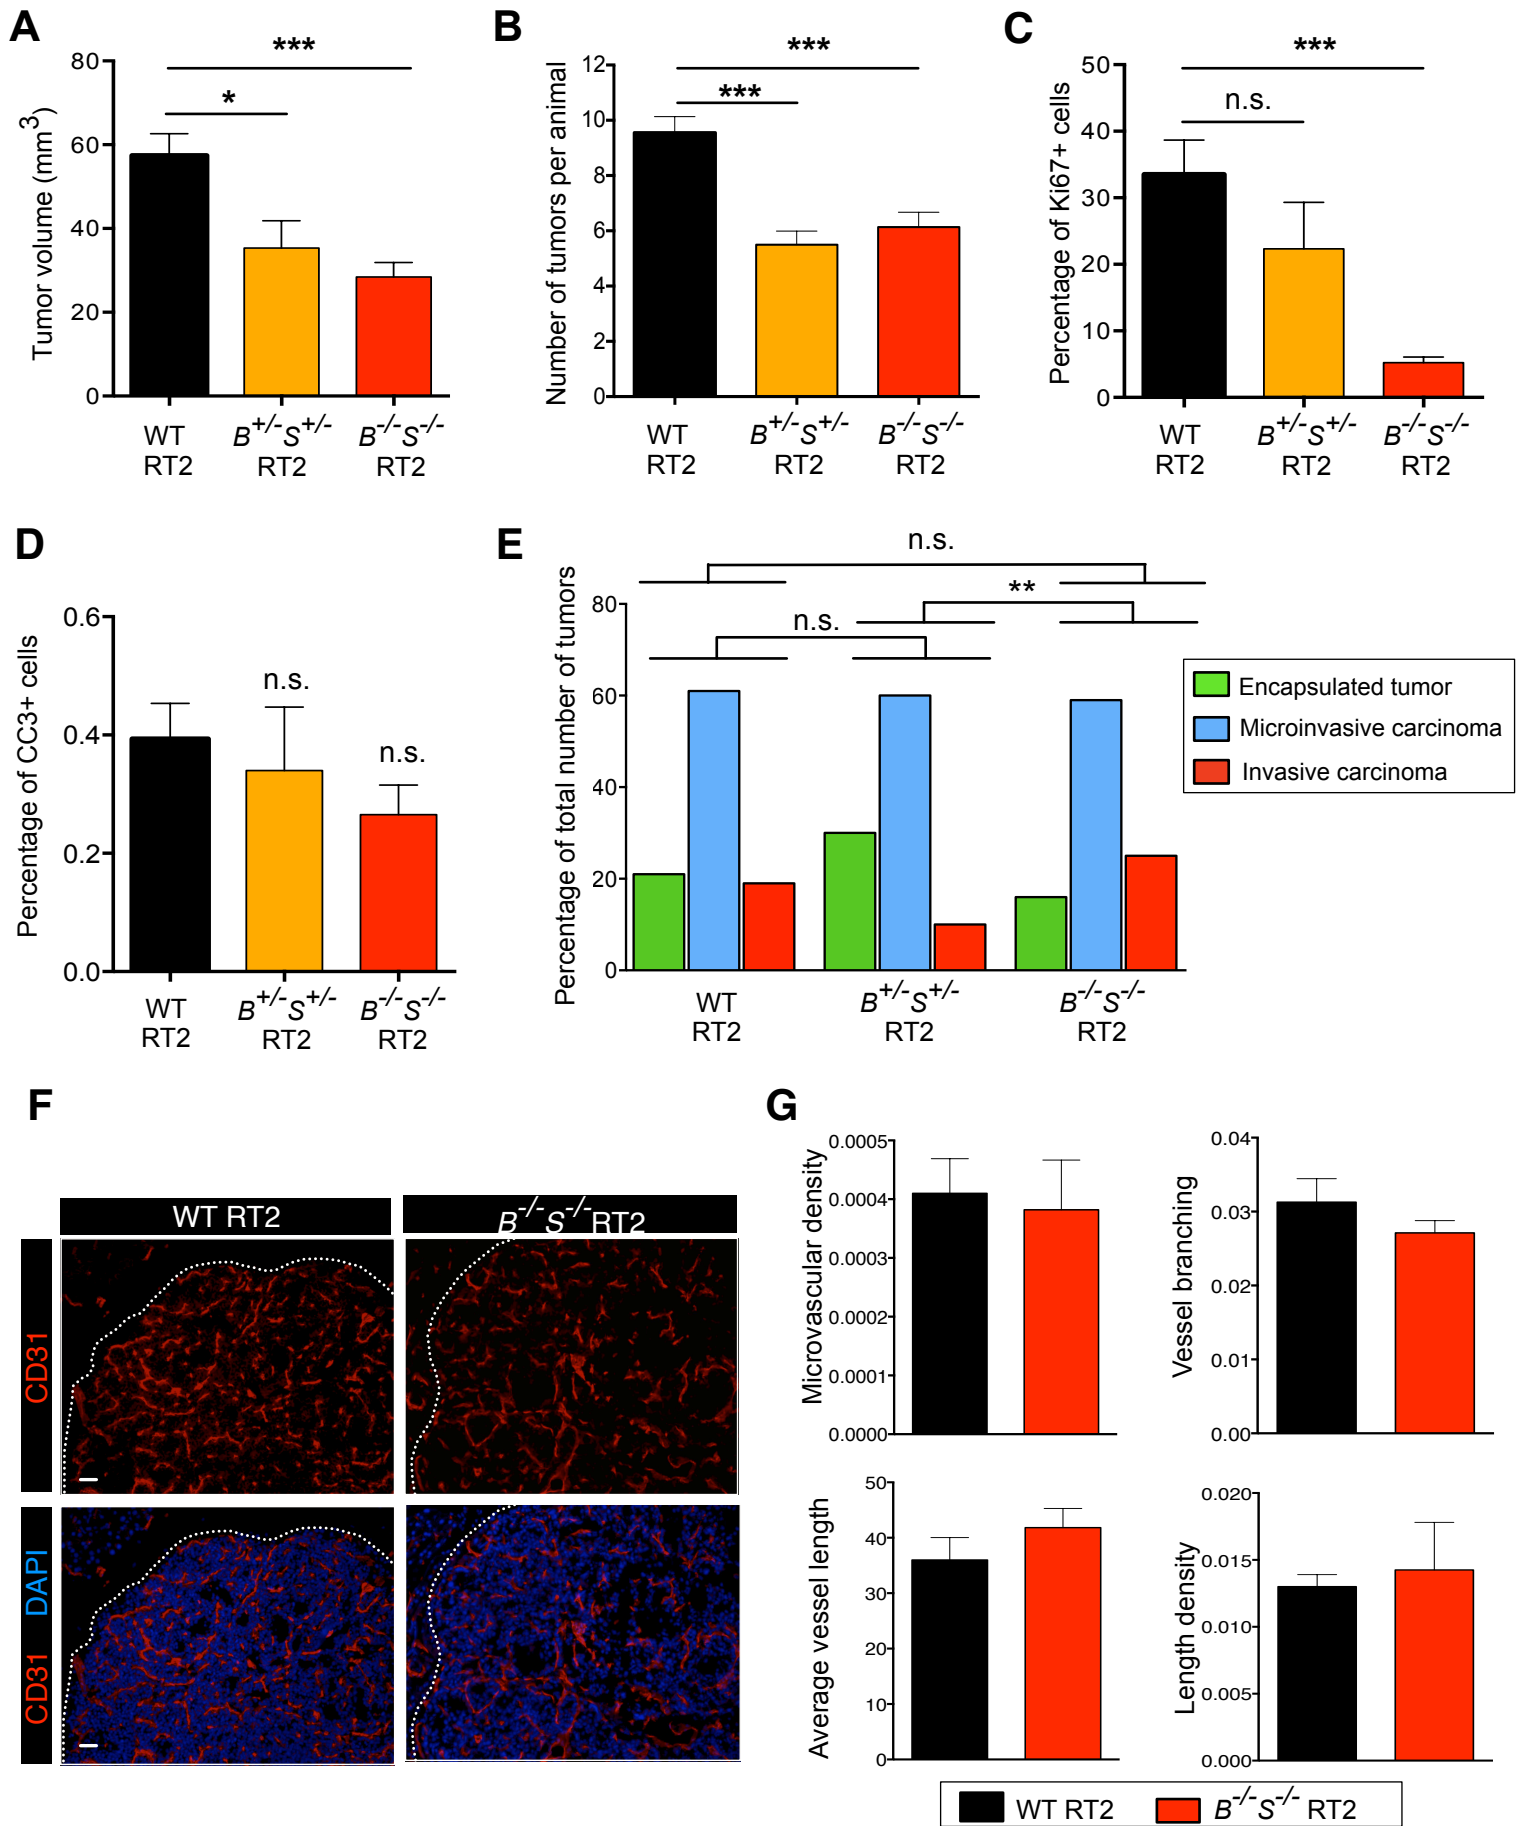 A
Tumor volume (mm3)
80
60
40
20
0
***
*
WT
RT2
B+/-S+/-
RT2
B-/-S-/-
RT2
B
Number of tumors per animal
12
10
8
6
4
2
0
***
***
WT
RT2
B+/-S+/-
RT2
B-/-S-/-
RT2
C
Percentage of Ki67+ cells
50
40
30
20
10
0
***
n.s.
WT
RT2
B+/-S+/-
RT2
B-/-S-/-
RT2
D
Percentage of CC3+ cells
0.6
0.4
0.2
0.0
n.s.
n.s.
WT
RT2
B+/-S+/-
RT2
B-/-S-/-
RT2
E
Percentage of total number of tumors
80
60
40
20
0
n.s.
**
n.s.
WT
RT2
B+/-S+/-
RT2
B-/-S-/-
RT2
Encapsulated tumor
Microinvasive carcinoma
Invasive carcinoma
F
WT RT2
B-/-S-/-RT2
CD31
CD31 DAPI
G
Microvascular density
0.0005
0.0004
0.0003
0.0002
0.0001
0.0000
Vessel branching
0.04
0.03
0.02
0.01
0.00
Average vessel length
50
40
30
20
10
0
Length density
0.020
0.015
0.010
0.005
0.000
WT RT2
B-/-S-/- RT2